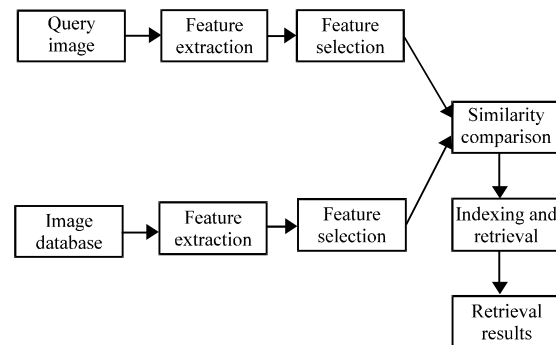 Query
image
Feature
extraction
Feature
selection
Similarity
comparison
Image
database
Feature
extraction
Feature
selection
Indexing and
retrieval
Retrieval
results